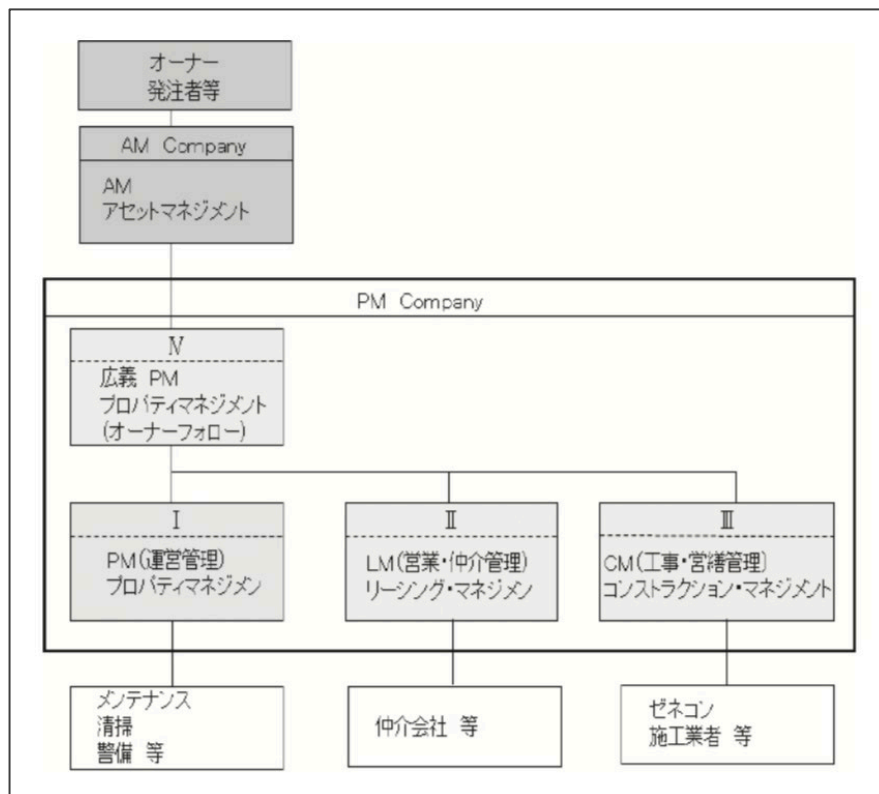 オーナー
発注者等
AM Company
AM
アセットマネジメント
PM Company
Ⅳ
広義 PM
プロパティマネジメント
(オーナーフォロー)
Ⅰ
PM(運営管理)
プロパティマネジメン
Ⅱ
LM(営業・仲介管理)
リーシング・マネジメン
Ⅲ
CM(工事・営繕管理)
コンストラクション・マネジメント
メンテナンス
清掃
警備 等
仲介会社 等
ゼネコン
施工業者 等